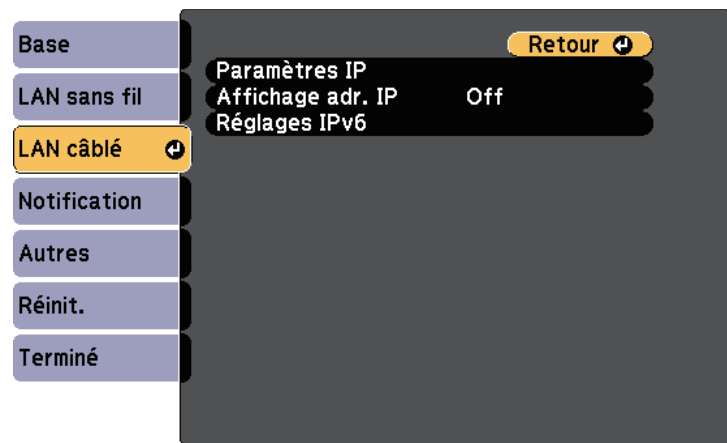 Base
LAN sans fil
LAN câblé
Notification
Autres
Réinit.
Terminé
Retour
Paramètres IP
Affichage adr. IP Off
Réglages IPv6